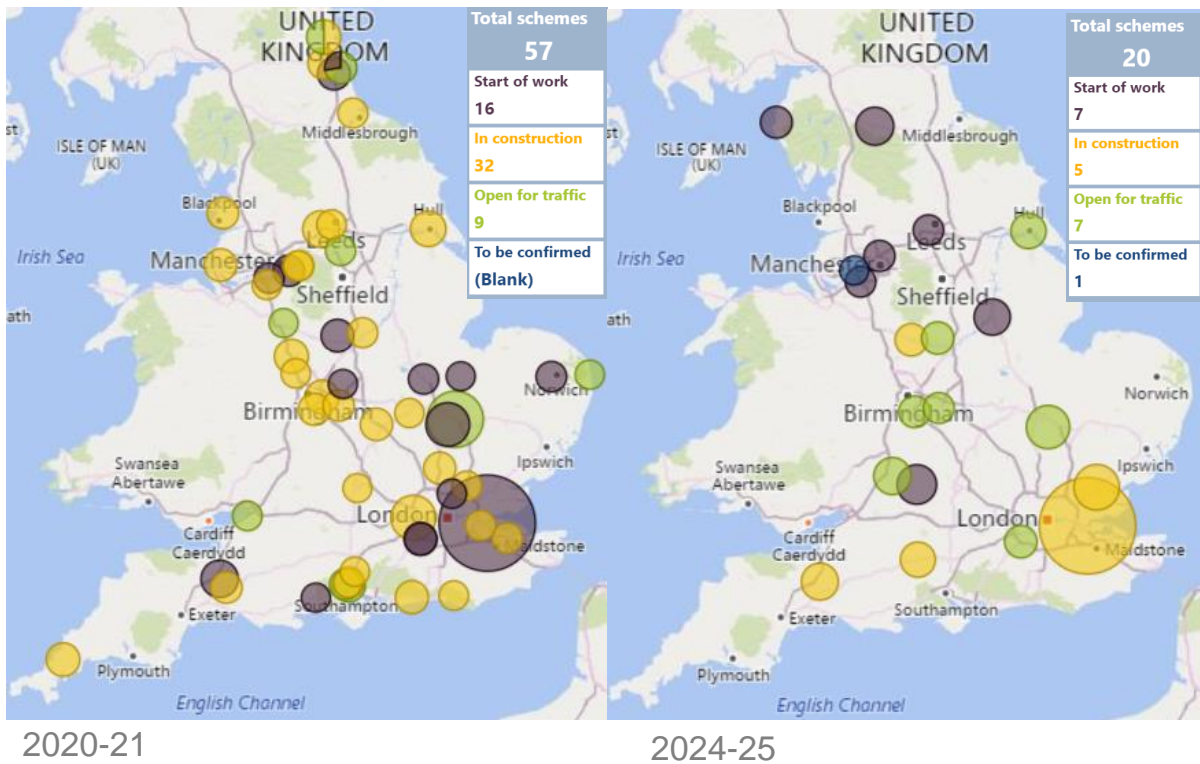 UNITED
KINGDOM
Total schemes
57
Start of work
16
In construction
32
Open for traffic
9
To be confirmed
(Blank)
st
ISLE OF MAN
(UK)
Middlesbrough
Blackpool
Hull
Leeds
Irish Sea
Manchester
Sheffield
ath
Norwich
Birmingham
Swansea
Abertawe
Ipswich
London
Cardiff
Caerdydd
Maidstone
Southampton
Exeter
Plymouth
English Channel
2020-21
UNITED
KINGDOM
Total schemes
20
Start of work
7
In construction
5
Open for traffic
7
To be confirmed
1
st
ISLE OF MAN
(UK)
Middlesbrough
Blackpool
Hull
Leeds
Irish Sea
Manchester
Sheffield
ath
Norwich
Birmingham
Swansea
Abertawe
Ipswich
London
Cardiff
Caerdydd
Maidstone
Southampton
Exeter
Plymouth
English Channel
2024-25